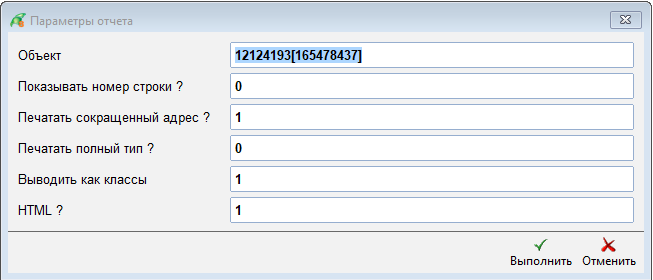 Параметры отчета
Объект 12124193[165478437]
Показывать номер строки ? 0
Печатать сокращенный адрес ? 1
Печатать полный тип ? 0
Выводить как классы 1
HTML ? 1
Выполнить Отменить